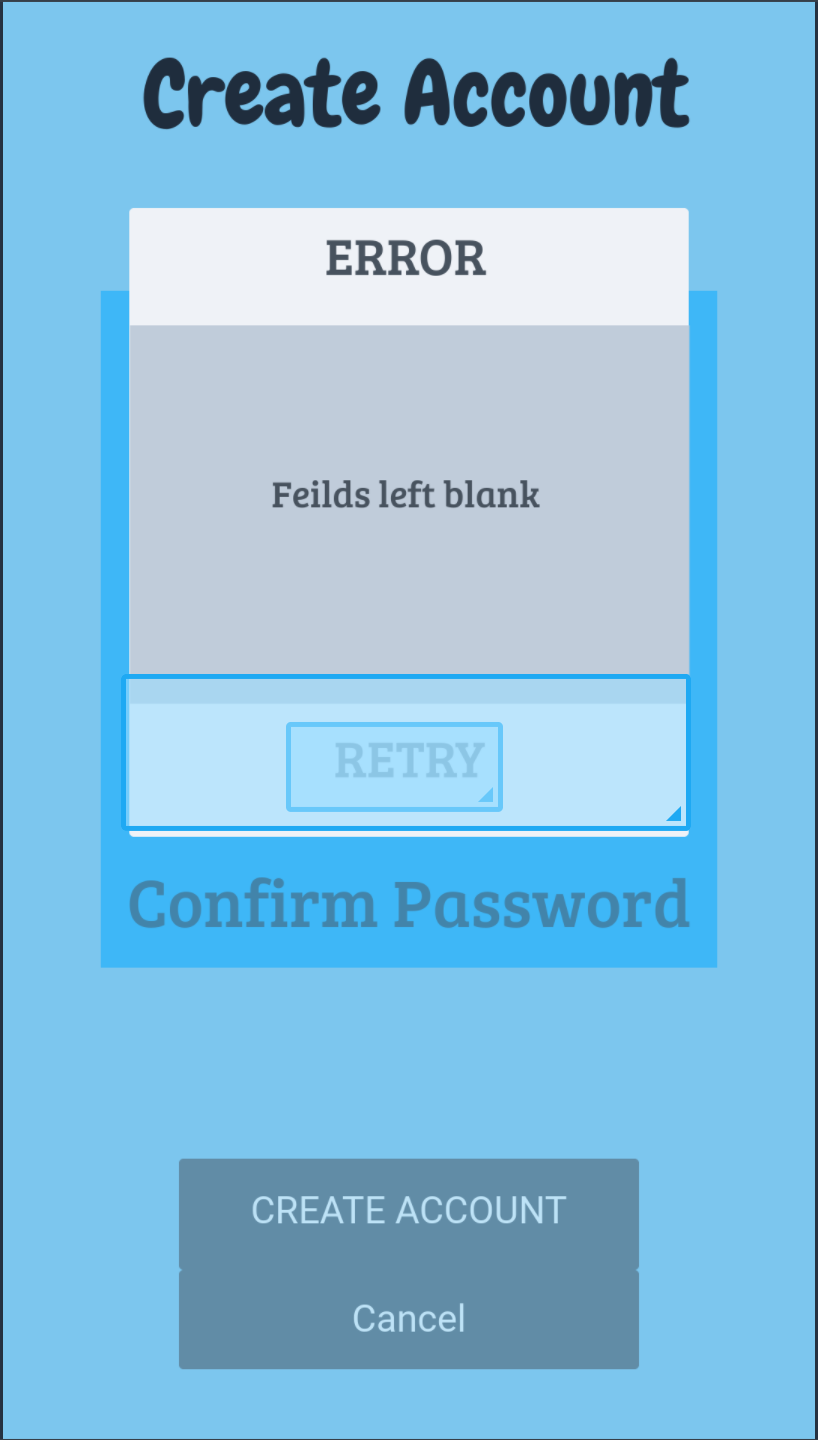 Create Account
ERROR
Feilds left blank
RETRY
Confirm Password
CREATE ACCOUNT
Cancel